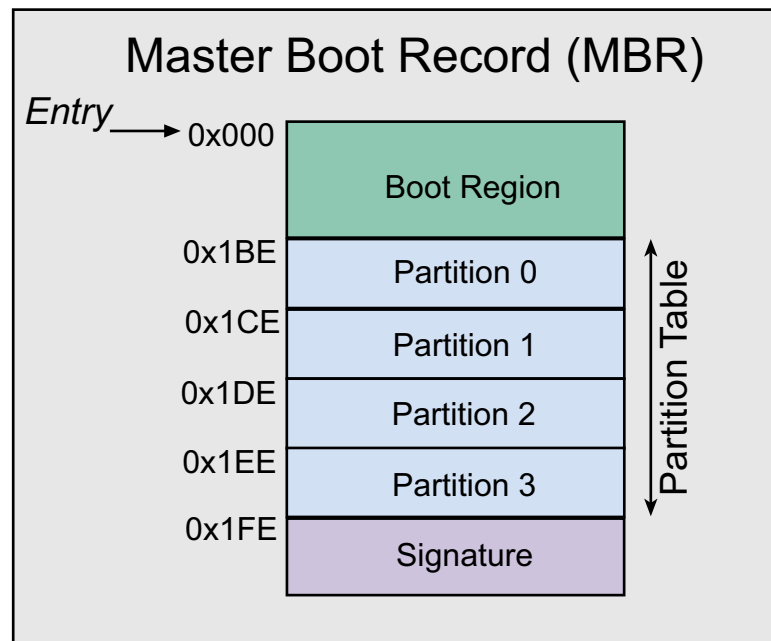 Master Boot Record (MBR)
Entry
0x000
Boot Region
0x1BE
Partition 0
0x1CE
Partition 1
0x1DE
Partition 2
0x1EE
Partition 3
0x1FE
Signature
Partition Table